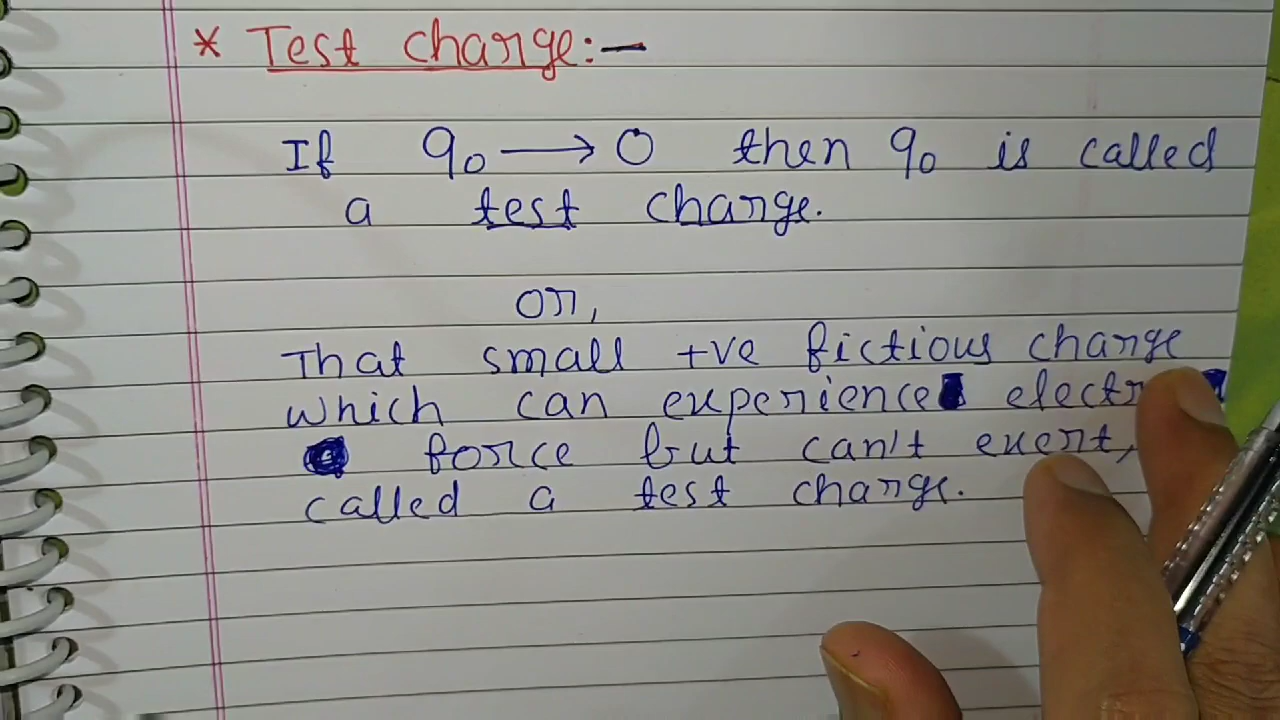 * Test charge:-
If q₀ → 0 then q₀ is called
a test charge.
or,
That small +ve fictious charge
which can experience
force but can't exert,
called a test charge.